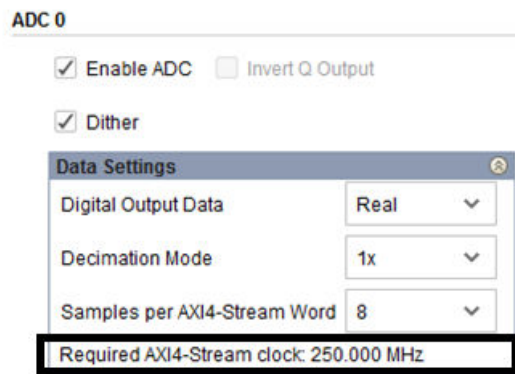 ADC 0
Enable ADC Invert Q Output
Dither
Data Settings
Digital Output Data Real
Decimation Mode 1x
Samples per AXI4-Stream Word 8
Required AXI4-Stream clock: 250.000 MHz